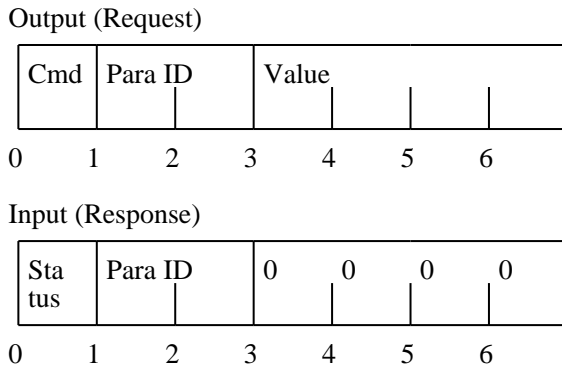 Output (Request)
Cmd Para ID Value
0 1 2 3 4 5 6
Input (Response)
Sta Para ID 0 0 0 0
tus
0 1 2 3 4 5 6